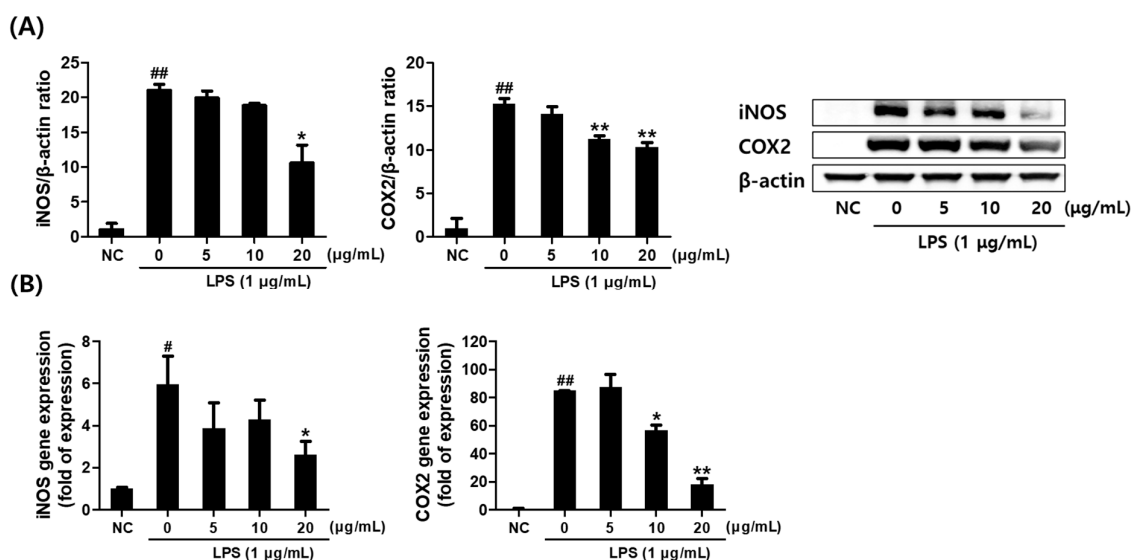 (A)
iNOS/β-actin ratio
25
20
15
10
5
0
##
*
NC 0 5 10 20 (μg/mL)
LPS (1 μg/mL)
COX2/β-actin ratio
20
15
10
5
0
##
** **
NC 0 5 10 20 (μg/mL)
LPS (1 μg/mL)
iNOS
COX2
β-actin
NC 0 5 10 20 (μg/mL)
LPS (1 μg/mL)
(B)
iNOS gene expression
(fold of expression)
8
6
4
2
0
#
*
NC 0 5 10 20 (μg/mL)
LPS (1 μg/mL)
COX2 gene expression
(fold of expression)
120
100
80
60
40
20
0
##
*
**
NC 0 5 10 20 (μg/mL)
LPS (1 μg/mL)